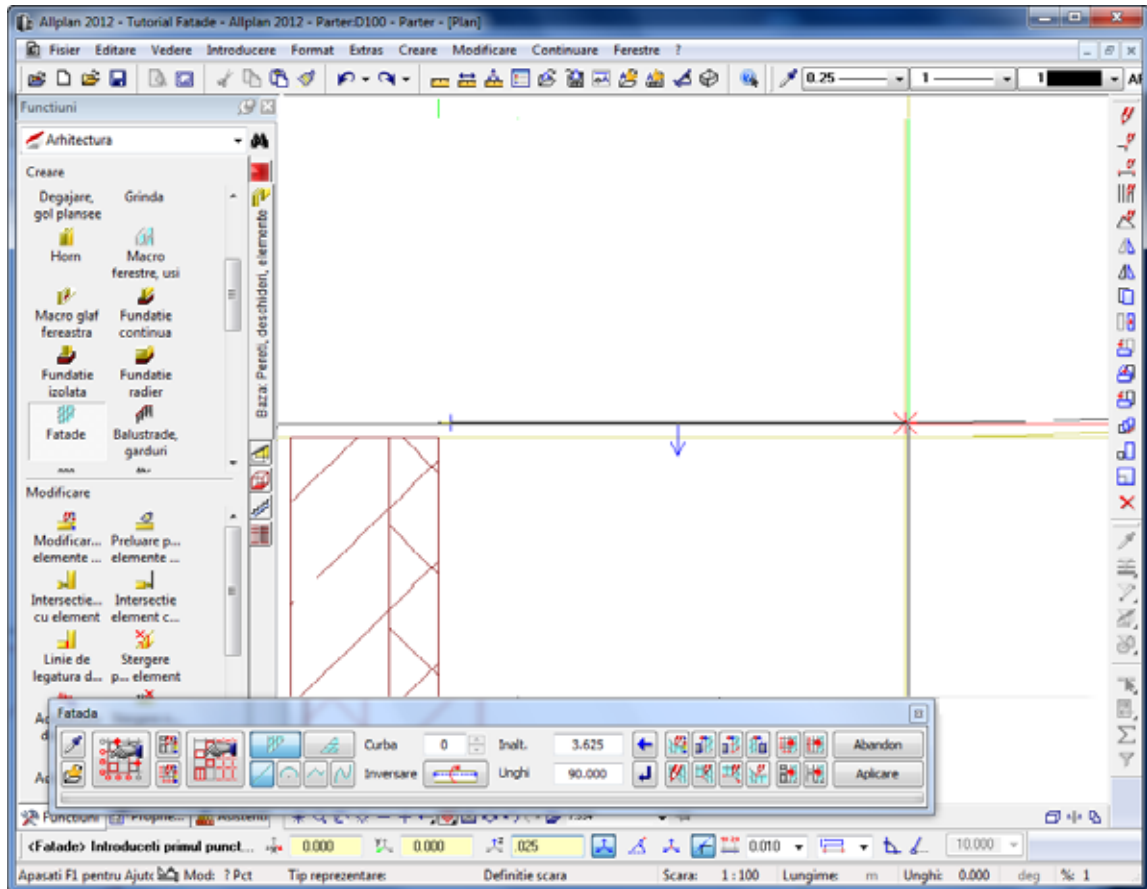 Allplan 2012 - Tutorial Fatade - Allplan 2012 - Parter:D100 - Parter - [Plan]
Fisier Editare Vedere Introducere Format Extras Creare Modificare Continuare Ferestre ?
0.25 1 1
Functiuni
Arhitectura
Creare
Degajare, Grinda
gol plansee
Horn Macro
ferestre, usi
Macro glaf Fundatie
fereastra continua
Fundatie Fundatie
izolata radier
Fatade Balustrade,
garduri
Baza: Pereti, deschideri, elemente
Modificare
Modificar... Preluare p...
elemente ... elemente ...
Intersectie... Intersectie
cu element element c...
Linie de Stergere
legatura d... p... element
Fatada
Curba 0 Inalt. 3.625 Abandon
Inversare Unghi 90.000 Aplicare
Functiuni Proprie... Asistenti
<Fatade> Introduceti primul punct... 0.000 0.000 .025 0.010 10.000
Apasati F1 pentru Ajuto Mod: ?Pct Tip reprezentare: Definitie scara Scara: 1:100 Lungime: m Unghi: 0.000 deg %: 1